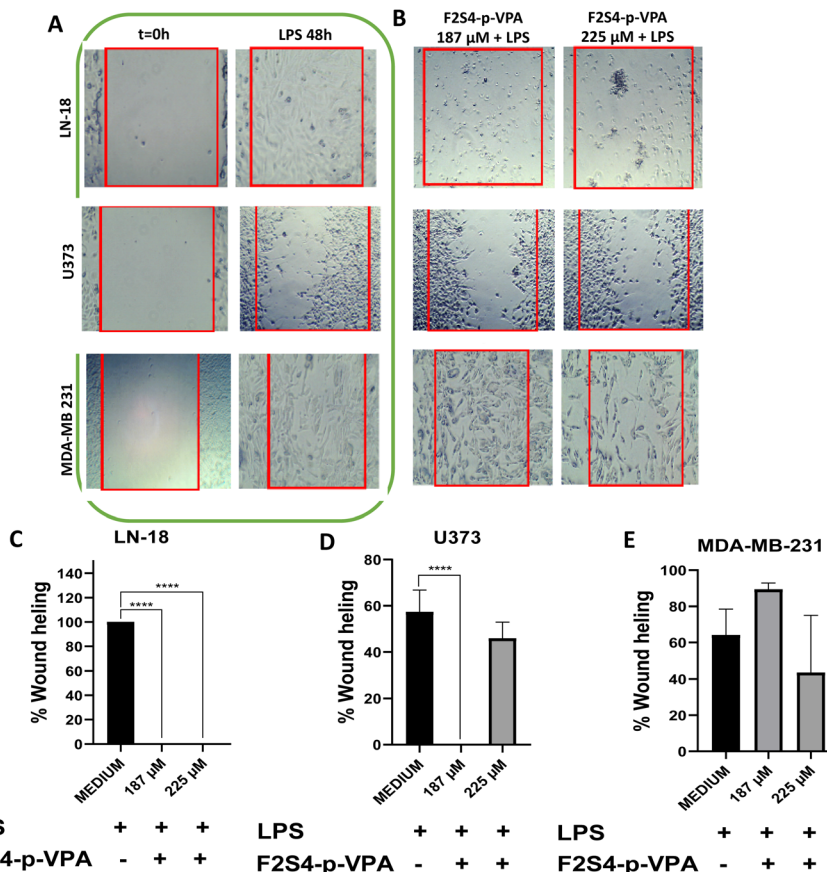 A
t=0h
LPS 48h
B
F2S4-p-VPA
187 µM + LPS
F2S4-p-VPA
225 µM + LPS
LN-18
U373
MDA-MB 231
C
LN-18
% Wound heling
140
120
100
80
60
40
20
0
****
****
MEDIUM
187 µM
225 µM
S
+ + +
4-p-VPA
- + +
D
U373
% Wound heling
80
60
40
20
0
****
MEDIUM
187 µM
225 µM
LPS
+ + +
F2S4-p-VPA
- + +
E
MDA-MB-231
% Wound heling
100
80
60
40
20
0
MEDIUM
187 µM
225 µM
LPS
+ + +
F2S4-p-VPA
- + +